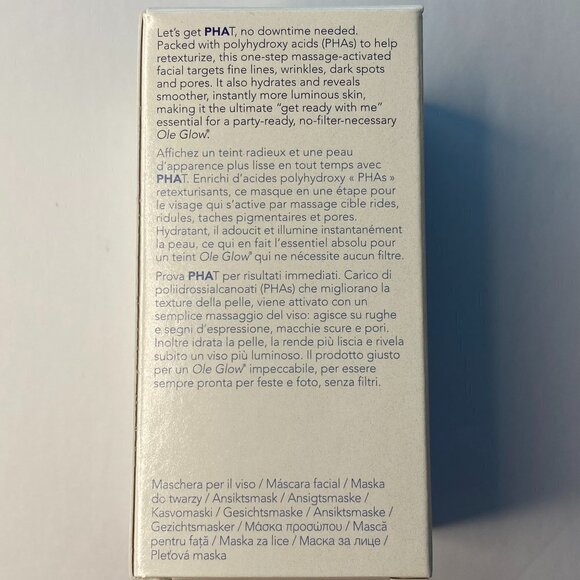 Let's get PHAT, no downtime needed.
Packed with polyhydroxy acids (PHAs) to help
retexturize, this one-step massage-activated
facial targets fine lines, wrinkles, dark spots
and pores. It also hydrates and reveals
smoother, instantly more luminous skin,
making it the ultimate “get ready with me”
essential for a party-ready, no-filter-necessary
Ole Glow®.
Affichez un teint radieux et une peau
d'apparence plus lisse en tout temps avec
PHAT. Enrichi d'acides polyhydroxy « PHAs »
retexturisants, ce masque en une étape pour
le visage qui s'active par massage cible rides,
ridules, taches pigmentaires et pores.
Hydratant, il adoucit et illumine instantanément
la peau, ce qui en fait l'essentiel absolu pour
un teint Ole Glow® qui ne nécessite aucun filtre.
Prova PHAT per risultati immediati. Carico di
poliidrossialcanoati (PHAs) che migliorano la
texture della pelle, viene attivato con un
semplice massaggio del viso: agisce su rughe
e segni d'espressione, macchie scure e pori.
Inoltre idrata la pelle, la rende più liscia e rivela
subito un viso più luminoso. Il prodotto giusto
per un Ole Glow® impeccabile, per essere
sempre pronta per feste e foto, senza filtri.
Maschera per il viso / Máscara facial / Maska
do twarzy / Ansiktsmask / Ansigtsmaske /
Kasvomaski / Gesichtsmaske / Ansiktsmaske /
Gezichtsmasker / Μάσκα προσώπου / Mască
pentru față / Maska za lice / Маска за лице /
Pleťová maska